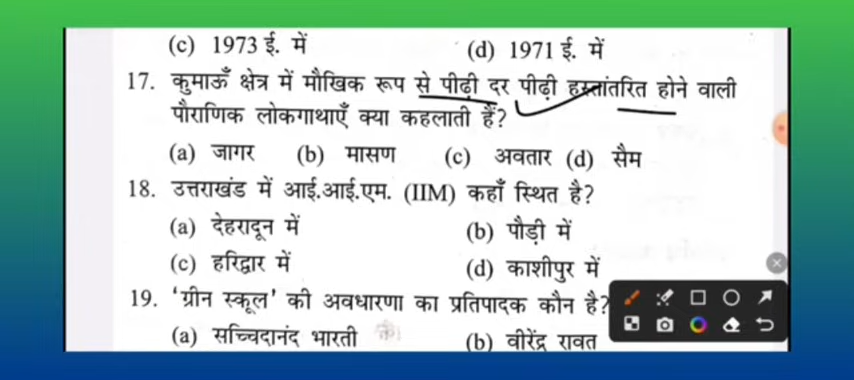 (c) 1973 ई. में (d) 1971 ई. में
17. कुमाऊँ क्षेत्र में मौखिक रूप से पीढ़ी दर पीढ़ी हस्तांतरित होने वाली
पौराणिक लोकगाथाएँ क्या कहलाती हैं?
(a) जागर (b) मासण (c) अवतार (d) सैम
18. उत्तराखंड में आई.आई.एम. (IIM) कहाँ स्थित है?
(a) देहरादून में (b) पौड़ी में
(c) हरिद्वार में (d) काशीपुर में
19. 'ग्रीन स्कूल' की अवधारणा का प्रतिपादक कौन है?
(a) सच्चिदानंद भारती (b) वीरेंद्र रावत